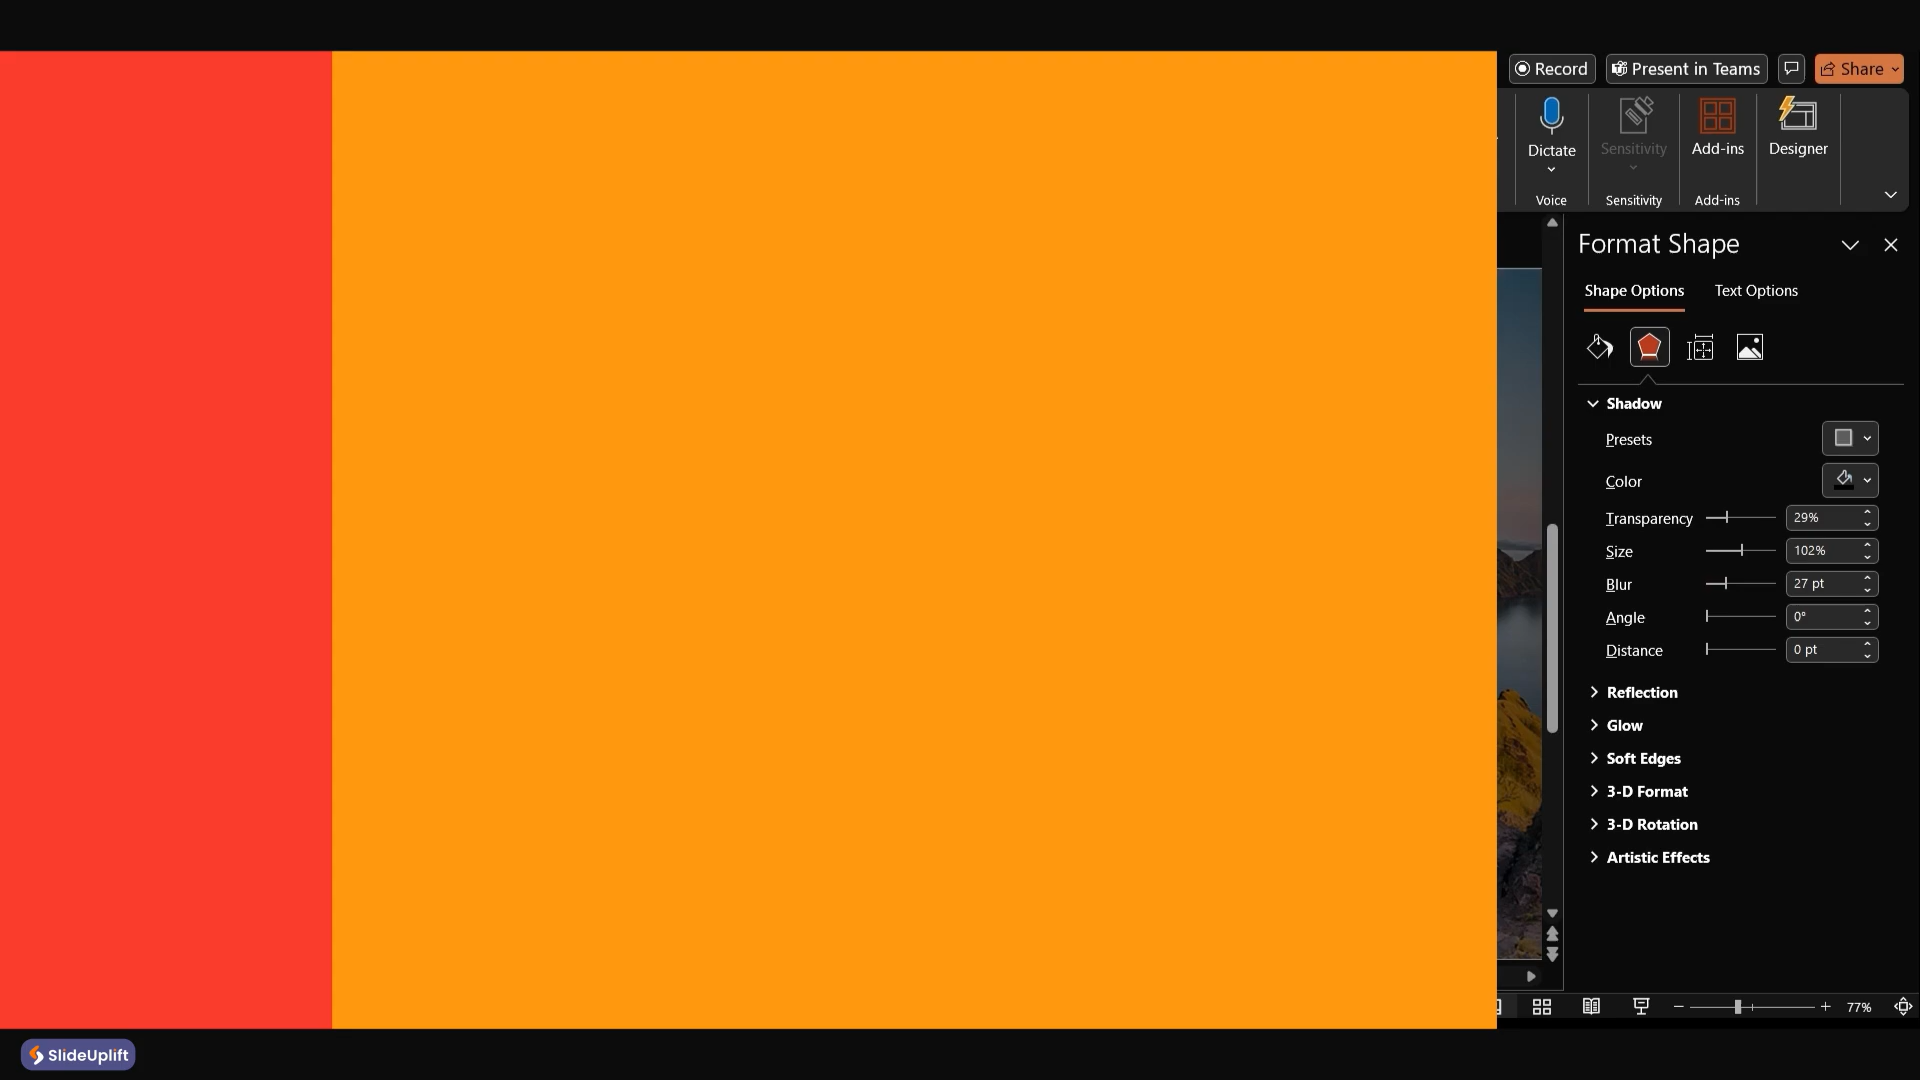 Record
Present in Teams
Share
Dictate
Sensitivity
Add-ins
Designer
Voice
Sensitivity
Add-ins
Format Shape
Shape Options
Text Options
Shadow
Presets
Color
Transparency
29%
Size
102%
Blur
27 pt
Angle
0°
Distance
0 pt
Reflection
Glow
Soft Edges
3-D Format
3-D Rotation
Artistic Effects
77%
SlideUplift